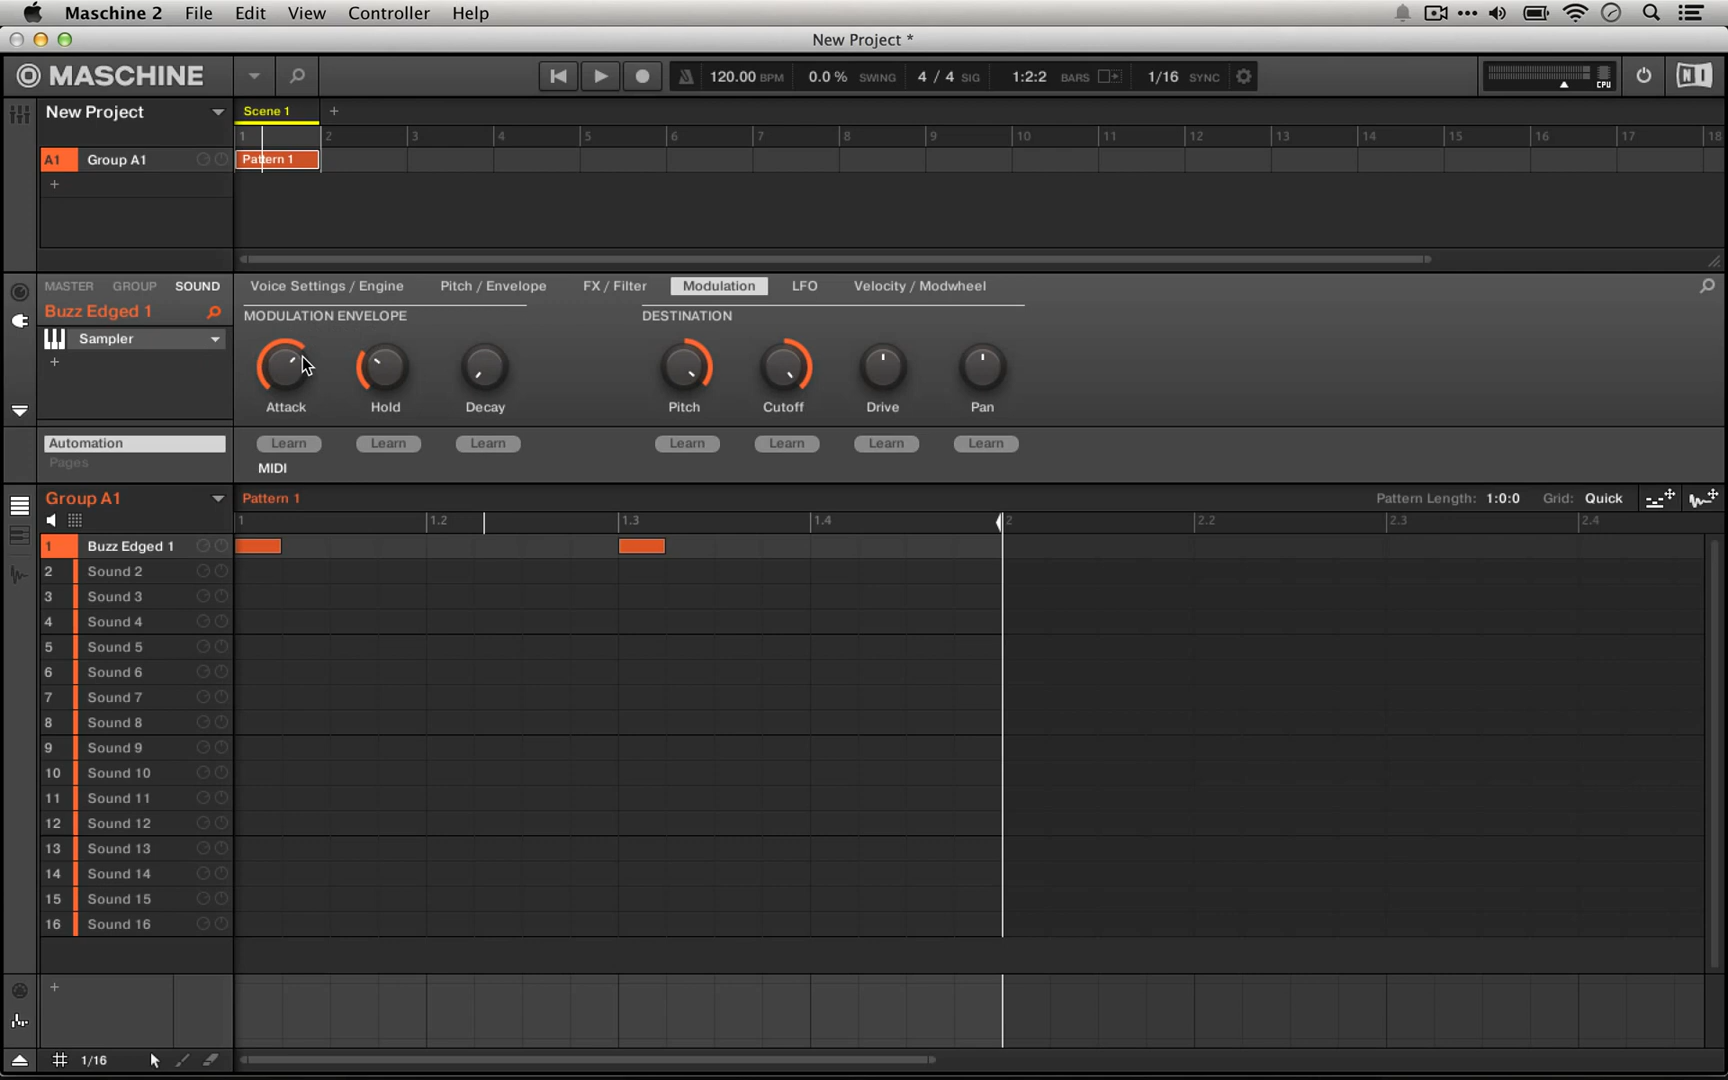 Maschine 2 File Edit View Controller Help
New Project *
MASCHINE 120.00 BPM 0.0 % SWING 4 / 4 SIG 1:2:2 BARS 1/16 SYNC CPU NI
New Project Scene 1 +
1 2 3 4 5 6 7 8 9 10 11 12 13 14 15 16 17 18
A1 Group A1 Pattern 1
+
MASTER GROUP SOUND Voice Settings / Engine Pitch / Envelope FX / Filter Modulation LFO Velocity / Modwheel
Buzz Edged 1 MODULATION ENVELOPE DESTINATION
Sampler
+
Attack Hold Decay Pitch Cutoff Drive Pan
Automation Learn Learn Learn Learn Learn Learn Learn
Pages MIDI
Group A1 Pattern 1 Pattern Length: 1:0:0 Grid: Quick
1 1.2 1.3 1.4 2 2.2 2.3 2.4
1 Buzz Edged 1
2 Sound 2
3 Sound 3
4 Sound 4
5 Sound 5
6 Sound 6
7 Sound 7
8 Sound 8
9 Sound 9
10 Sound 10
11 Sound 11
12 Sound 12
13 Sound 13
14 Sound 14
15 Sound 15
16 Sound 16
+
1/16